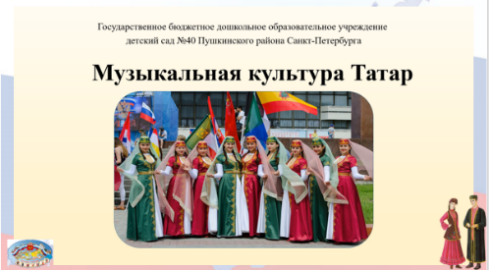 Государственное бюджетное дошкольное образовательное учреждение
детский сад №40 Пушкинского района Санкт-Петербурга
Музыкальная культура Татар